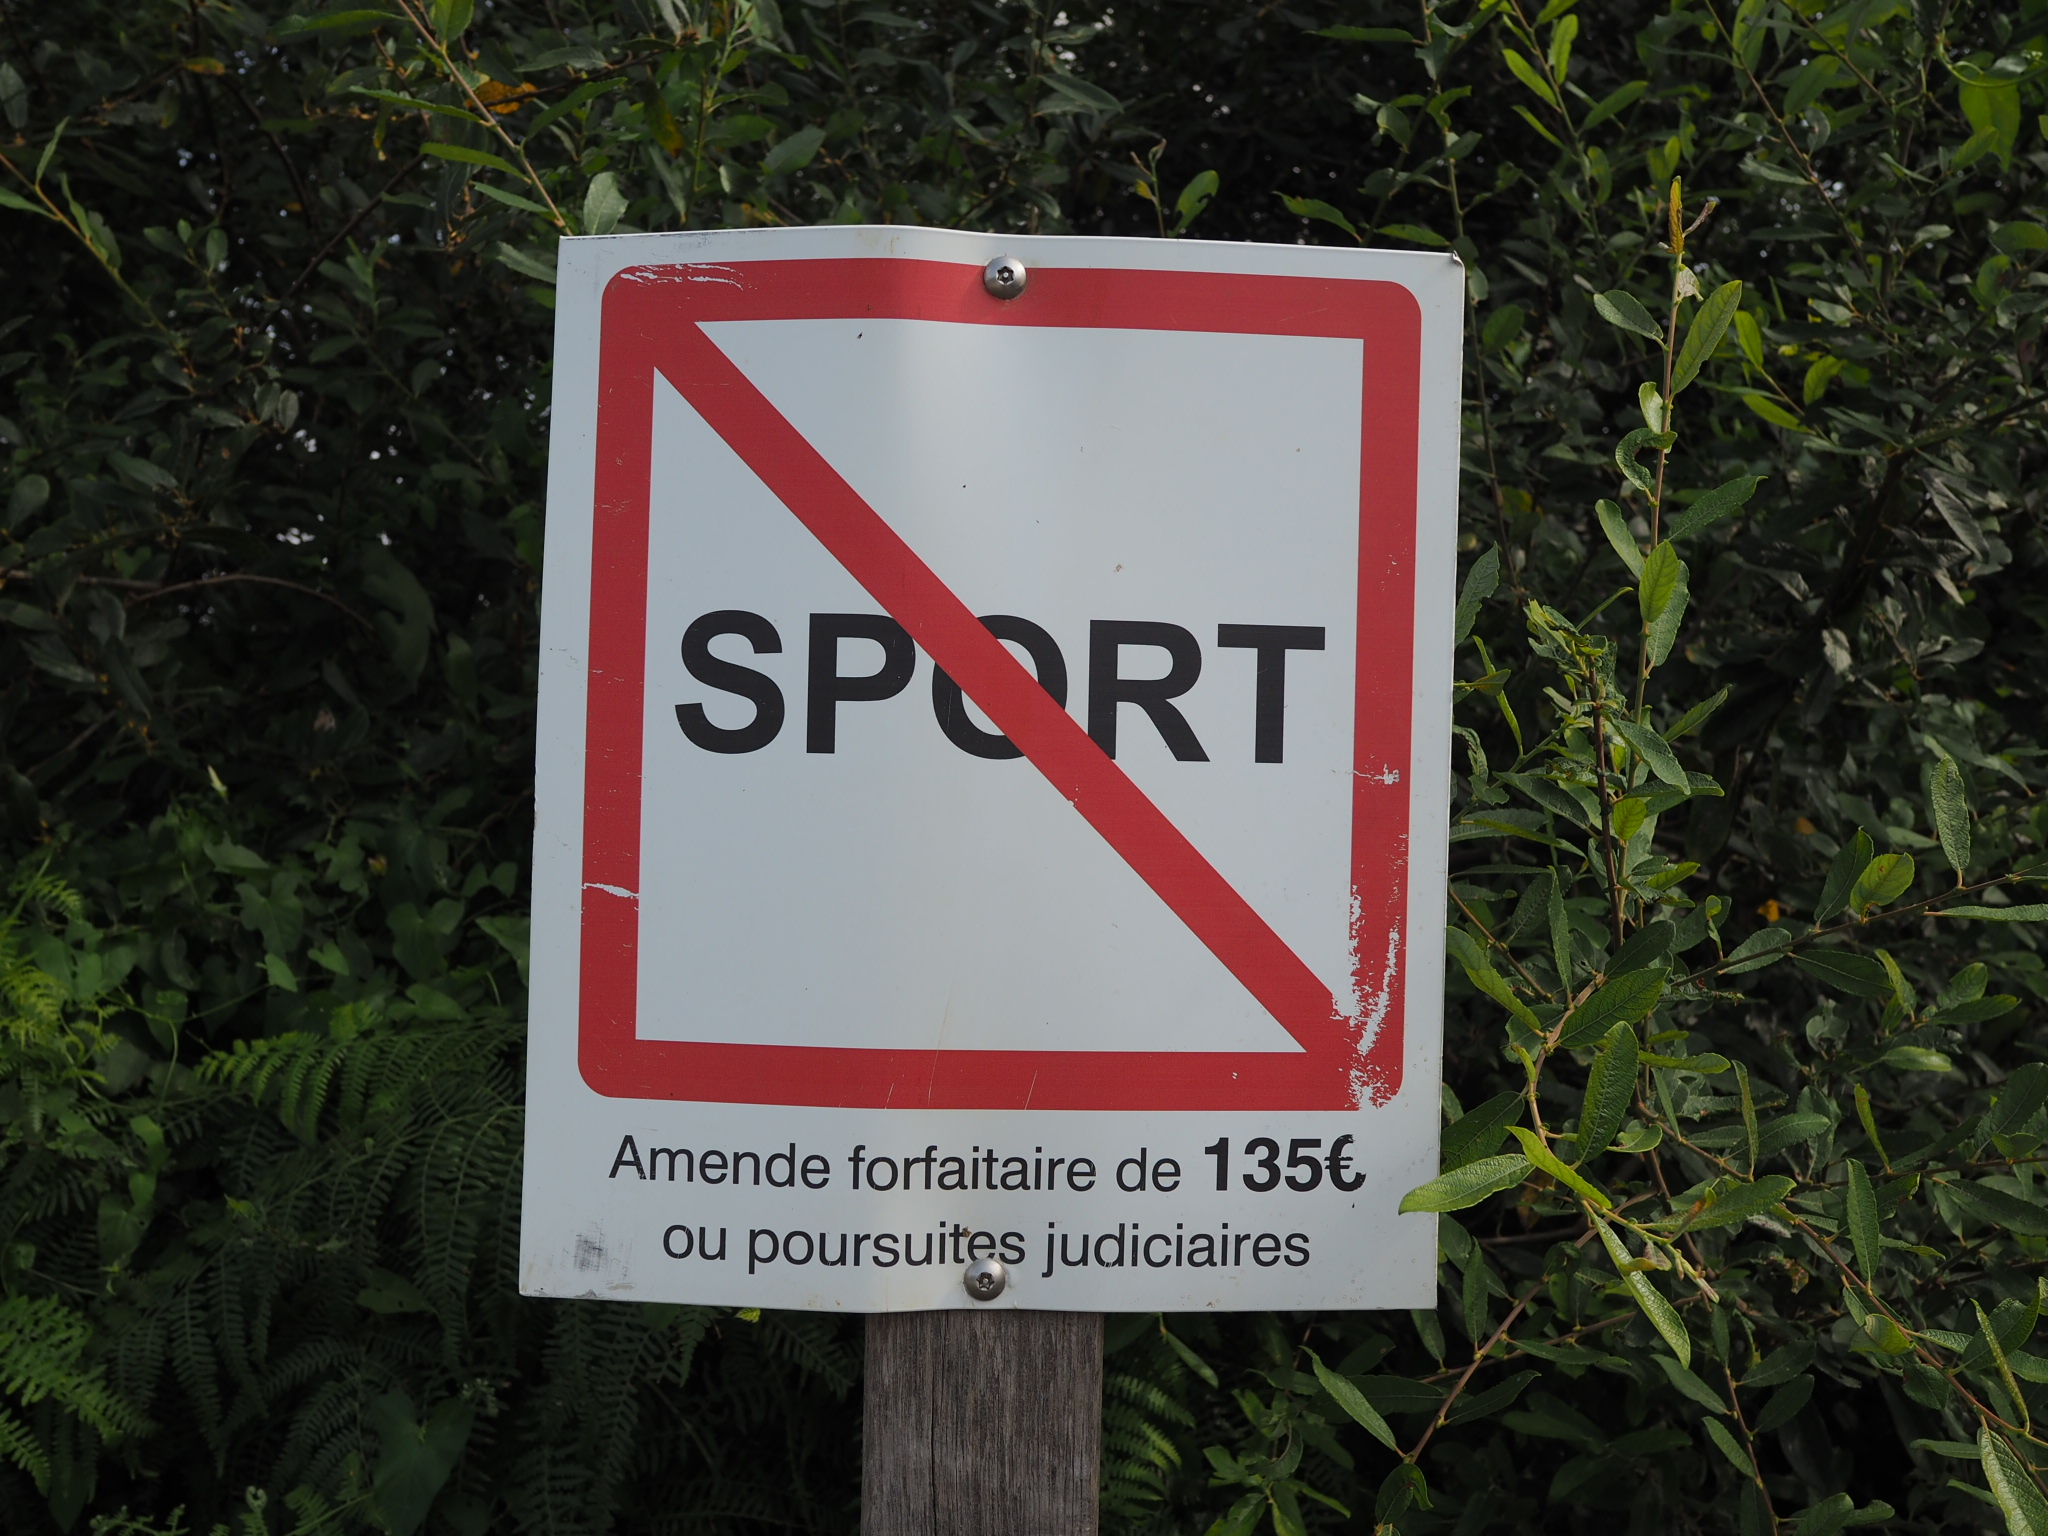 SPORT
Amende forfaitaire de 135€
ou poursuites judiciaires